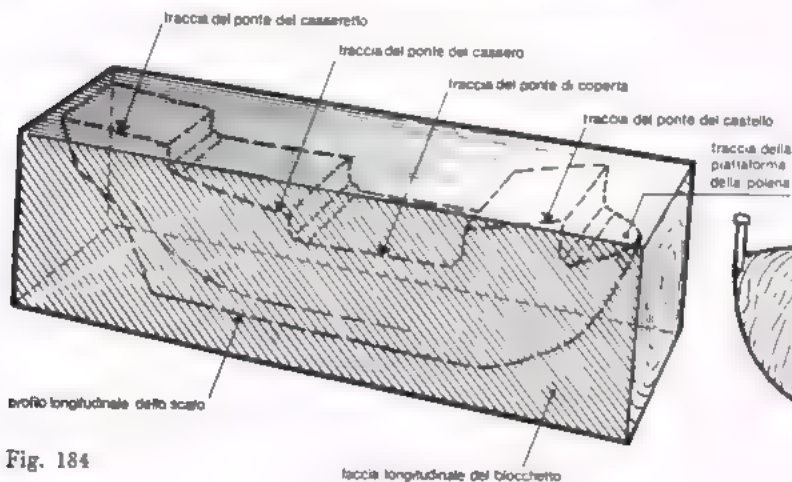 traccia del ponte del casseretto
traccia del ponte del cassero
traccia del ponte di coperta
traccia del ponte del castello
traccia della
piattaforma
della polena
profilo longitudinale dello scafo
Fig. 184
faccia longitudinale del blocchetto